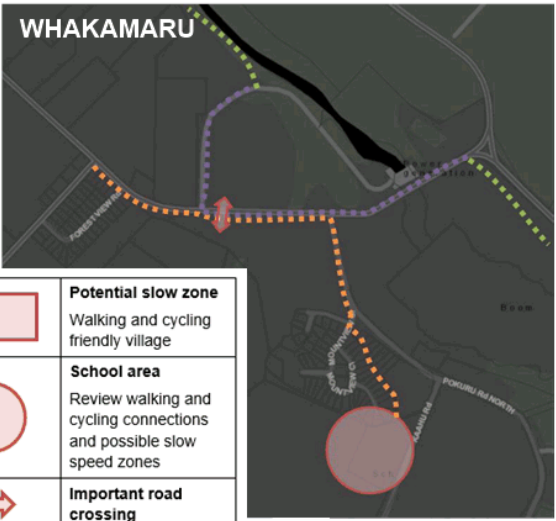 WHAKAMARU
FOREST VIEW RD
Potential slow zone
Walking and cycling
friendly village
School area
Review walking and
cycling connections
and possible slow
speed zones
Important road
crossing
POKURU Rd NORTH